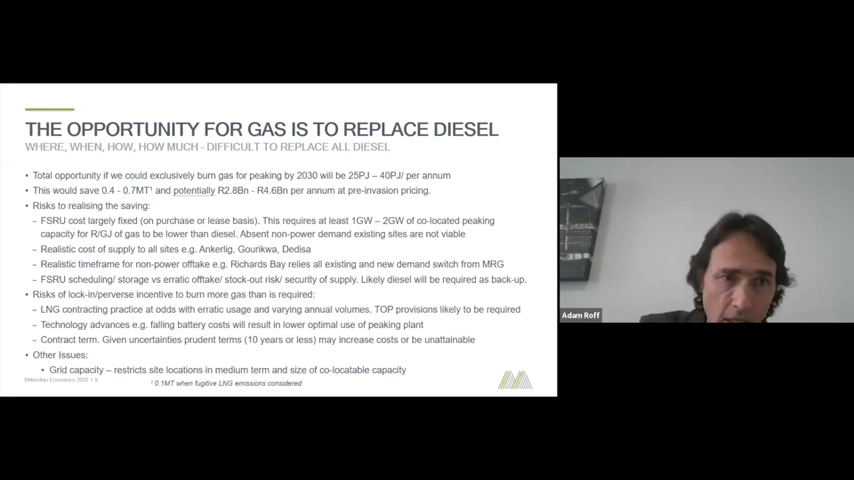 THE OPPORTUNITY FOR GAS IS TO REPLACE DIESEL
WHERE, WHEN, HOW, HOW MUCH - DIFFICULT TO REPLACE ALL DIESEL
• Total opportunity if we could exclusively burn gas for peaking by 2030 will be 25PJ – 40PJ/ per annum
• This would save 0.4 - 0.7MT¹ and potentially R2.8Bn - R4.6Bn per annum at pre-invasion pricing.
• Risks to realising the saving:
– FSRU cost largely fixed (on purchase or lease basis). This requires at least 1GW – 2GW of co-located peaking
capacity for R/GJ of gas to be lower than diesel. Absent non-power demand existing sites are not viable
– Realistic cost of supply to all sites e.g. Ankerlig, Gourikwa, Dedisa
– Realistic timeframe for non-power offtake e.g. Richards Bay relies all existing and new demand switch from MRG
– FSRU scheduling/ storage vs erratic offtake/ stock-out risk/ security of supply. Likely diesel will be required as back-up.
• Risks of lock-in/perverse incentive to burn more gas than is required:
– LNG contracting practice at odds with erratic usage and varying annual volumes. TOP provisions likely to be required
– Technology advances e.g. falling battery costs will result in lower optimal use of peaking plant
– Contract term. Given uncertainties prudent terms (10 years or less) may increase costs or be unattainable
• Other Issues:
• Grid capacity – restricts site locations in medium term and size of co-locatable capacity
©Meridian Economics 2022 | 9
¹ 0.1MT when fugitive LNG emissions considered
Adam Roff